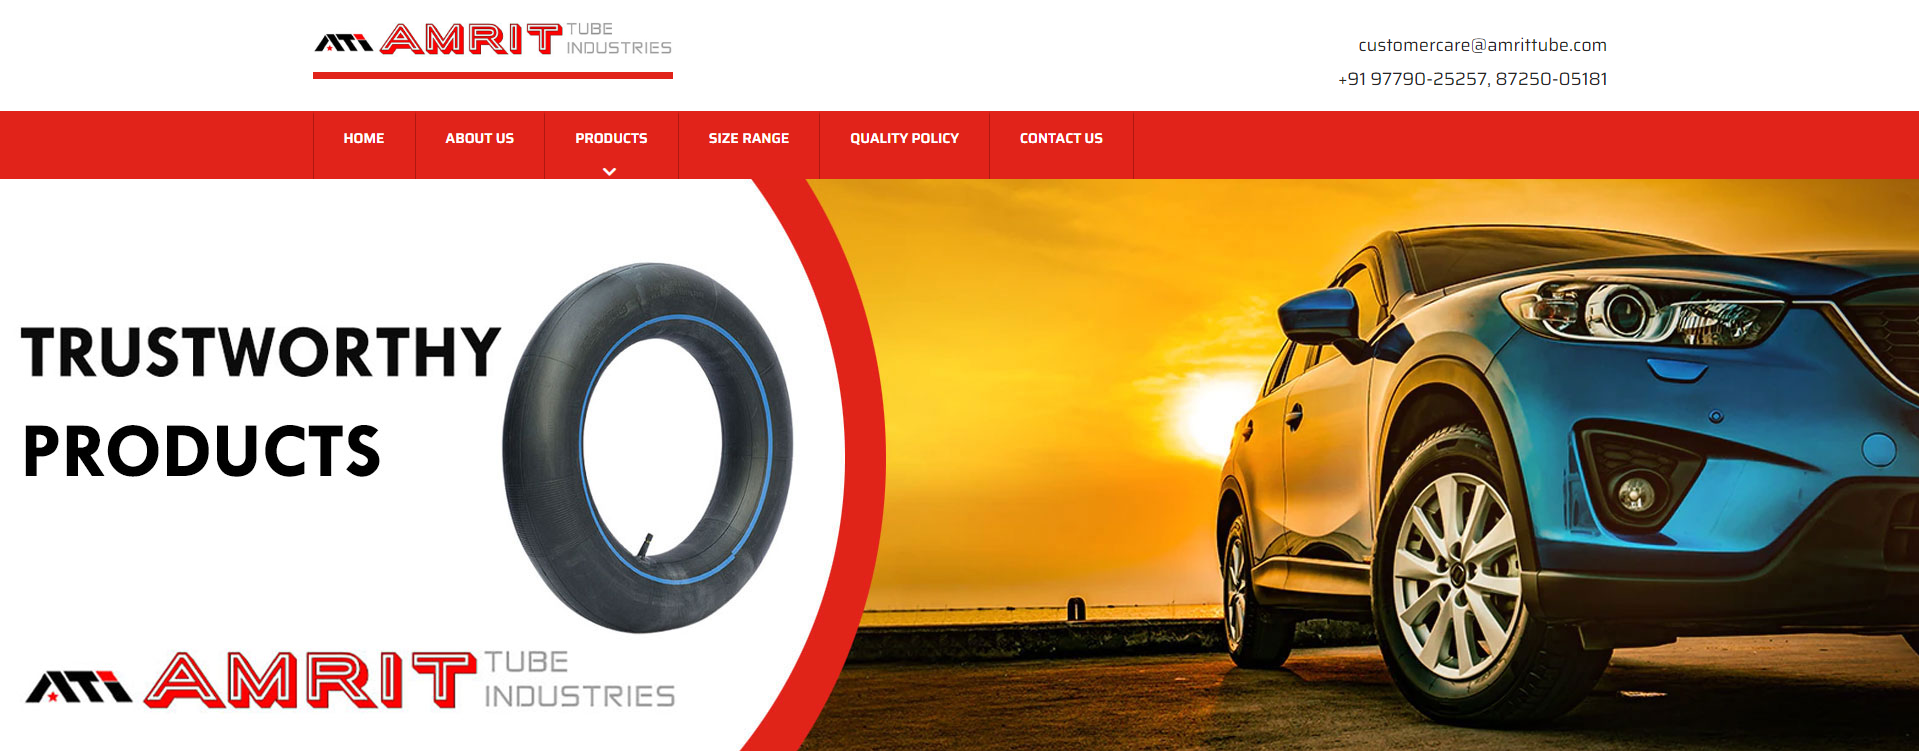 ATi AMRIT TUBE INDUSTRIES
customercare@amrittube.com
+91 97790-25257, 87250-05181
HOME ABOUT US PRODUCTS SIZE RANGE QUALITY POLICY CONTACT US
TRUSTWORTHY
PRODUCTS
ATi AMRIT TUBE INDUSTRIES